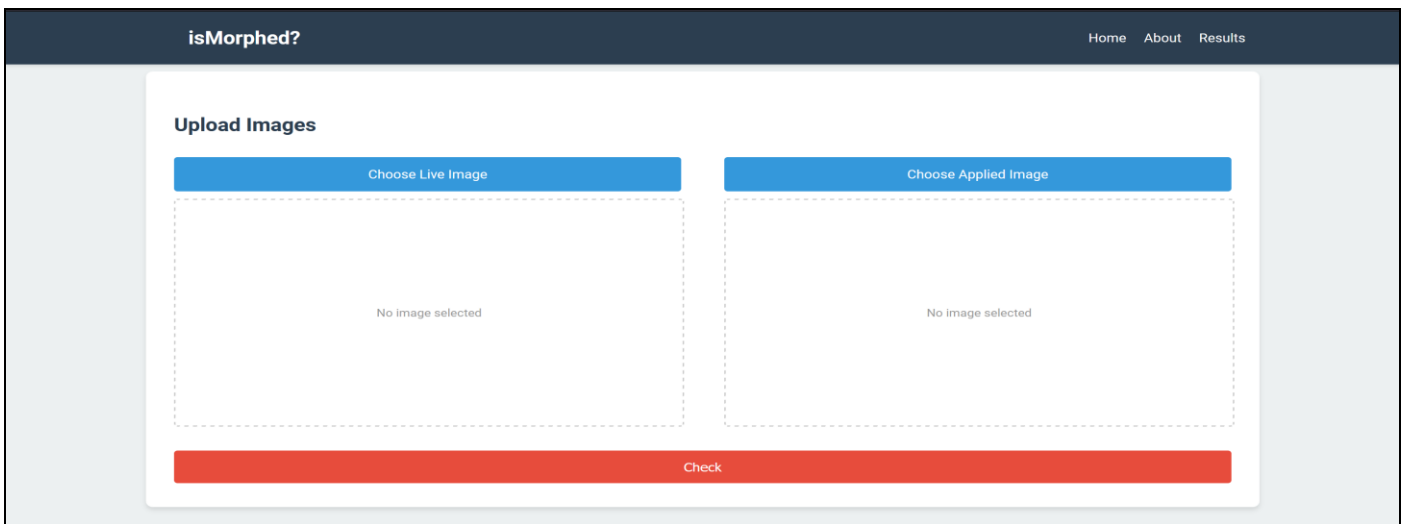 isMorphed?
Home About Results
Upload Images
Choose Live Image
Choose Applied Image
No image selected
No image selected
Check